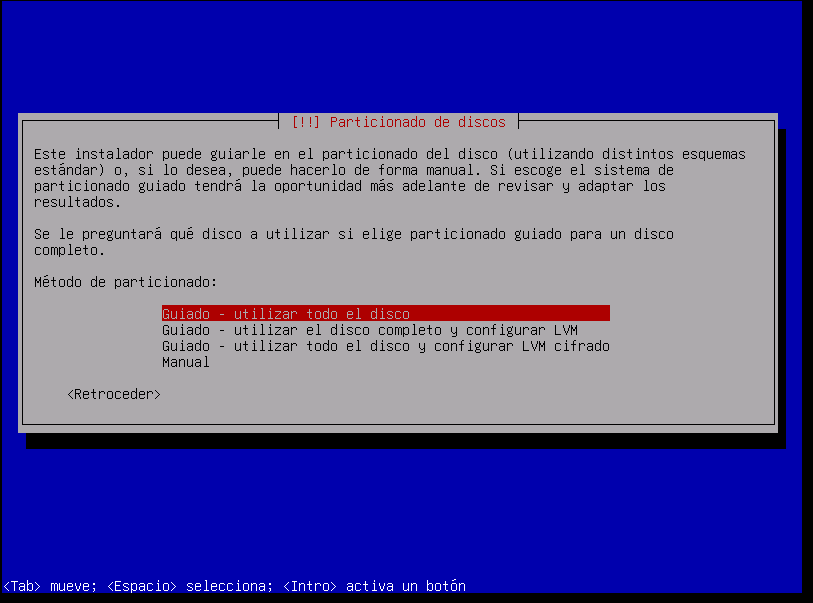 [!!] Particionado de discos
Este instalador puede guiarle en el particionado del disco (utilizando distintos esquemas
estándar) o, si lo desea, puede hacerlo de forma manual. Si escoge el sistema de
particionado guiado tendrá la oportunidad más adelante de revisar y adaptar los
resultados.
Se le preguntará qué disco a utilizar si elige particionado guiado para un disco
completo.
Método de particionado:
Guiado - utilizar todo el disco
Guiado - utilizar el disco completo y configurar LVM
Guiado - utilizar todo el disco y configurar LVM cifrado
Manual
<Retroceder>
<Tab> mueve; <Espacio> selecciona; <Intro> activa un botón